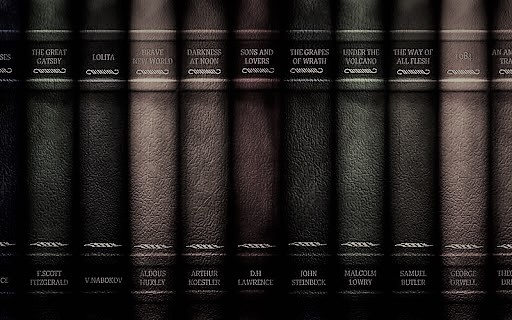 SES
THE GREAT
GATSBY
LOLITA
BRAVE
NEW WORLD
DARKNESS
AT NOON
SONS AND
LOVERS
THE GRAPES
OF WRATH
UNDER THE
VOLCANO
THE WAY OF
ALL FLESH
1984
AN AM
TRA
CE
F.SCOTT
FITZGERALD
V.NABOKOV
ALDOUS
HUXLEY
ARTHUR
KOESTLER
D.H
LAWRENCE
JOHN
STEINBECK
MALCOLM
LOWRY
SAMUEL
BUTLER
GEORGE
ORWELL
THEO
DRE